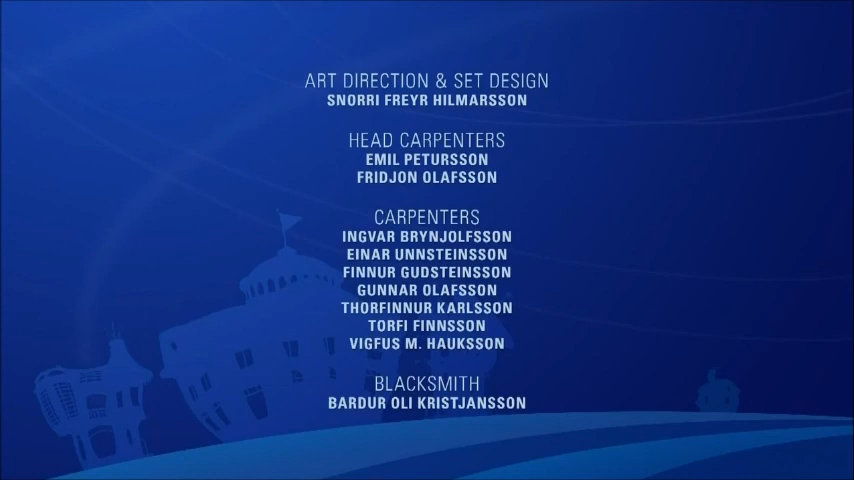 ART DIRECTION & SET DESIGN
SNORRI FREYR HILMARSSON
HEAD CARPENTERS
EMIL PETURSSON
FRIDJON OLAFSSON
CARPENTERS
INGVAR BRYNJOLFSSON
EINAR UNNSTEINSSON
FINNUR GUDSTEINSSON
GUNNAR OLAFSSON
THORFINNUR KARLSSON
TORFI FINNSSON
VIGFUS M. HAUKSSON
BLACKSMITH
BARDUR OLI KRISTJANSSON